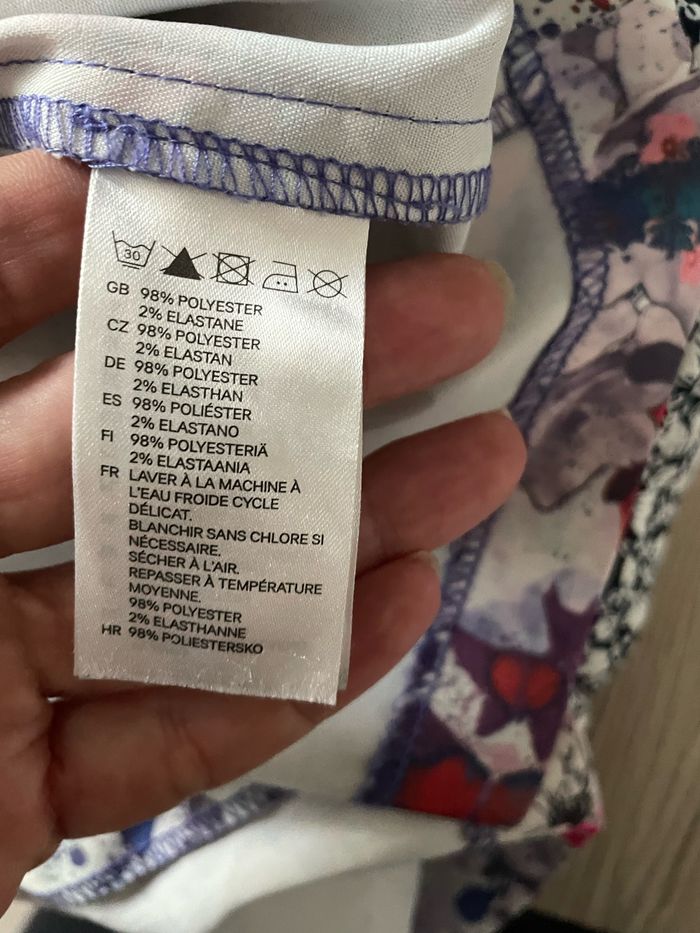 30
GB 98% POLYESTER
2% ELASTANE
CZ 98% POLYESTER
2% ELASTAN
DE 98% POLYESTER
2% ELASTHAN
ES 98% POLIÉSTER
2% ELASTANO
FI 98% POLYESTERIÄ
2% ELASTAANIA
FR LAVER À LA MACHINE À
L'EAU FROIDE CYCLE
DÉLICAT.
BLANCHIR SANS CHLORE SI
NÉCESSAIRE.
SÉCHER À L'AIR.
REPASSER À TEMPÉRATURE
MOYENNE.
98% POLYESTER
2% ELASTHANNE
HR 98% POLIESTERSKO